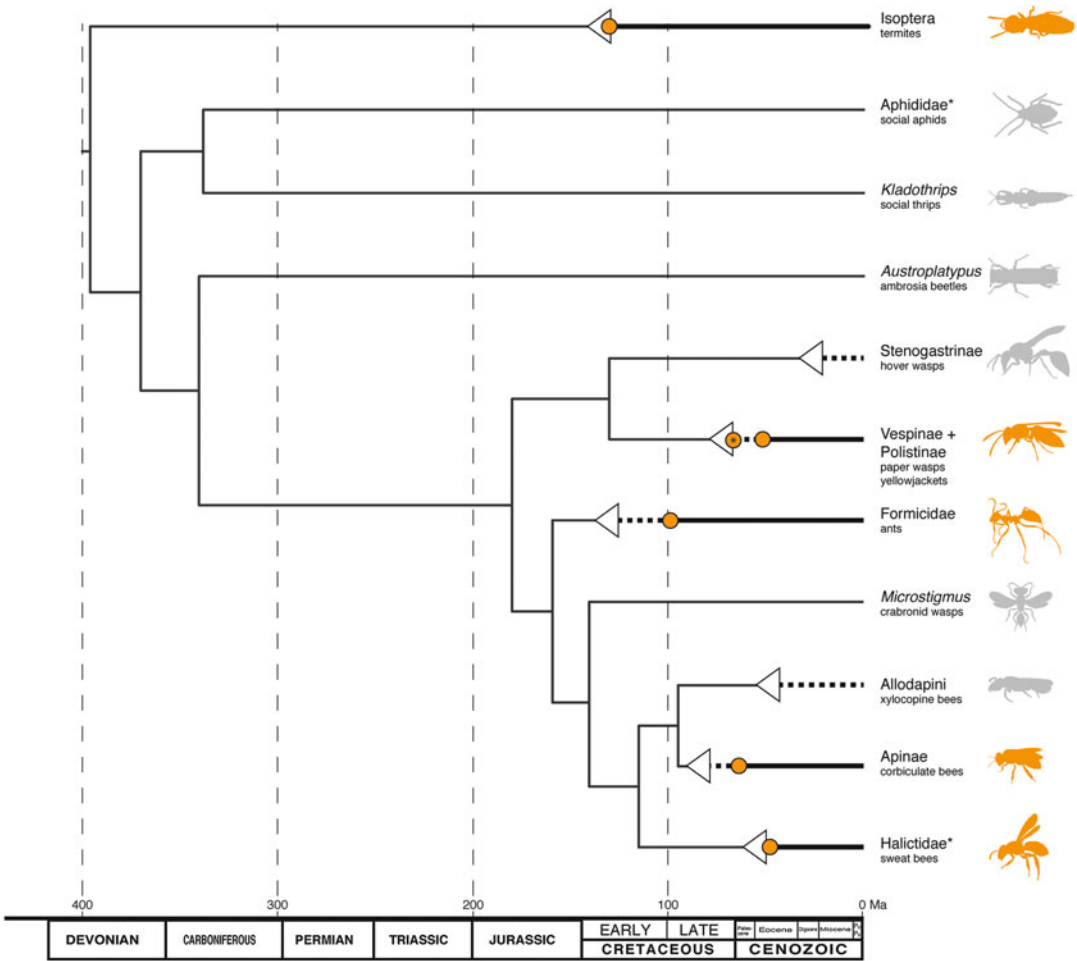 Isoptera
termites
Aphididae*
social aphids
Kladothrips
social thrips
Austroplatypus
ambrosia beetles
Stenogastrinae
hover wasps
Vespinae +
Polistinae
paper wasps
yellowjackets
Formicidae
ants
Microstigmus
crabronid wasps
Allodapini
xylocopine bees
Apinae
corbiculate bees
Halictidae*
sweat bees
400 300 200 100 0 Ma
DEVONIAN CARBONIFEROUS PERMIAN TRIASSIC JURASSIC
EARLY LATE
CRETACEOUS
Eocene Miocene
CENOZOIC